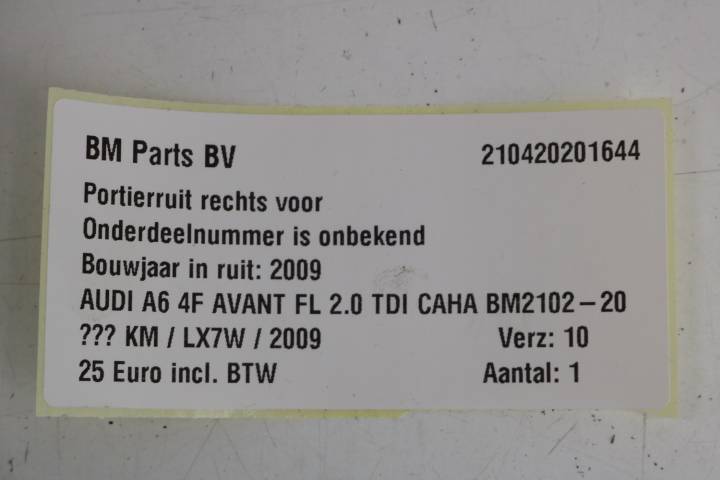 BM Parts BV 210420201644
Portierruit rechts voor
Onderdeelnummer is onbekend
Bouwjaar in ruit: 2009
AUDI A6 4F AVANT FL 2.0 TDI CAHA BM2102-20
??? KM / LX7W / 2009 Verz: 10
25 Euro incl. BTW Aantal: 1